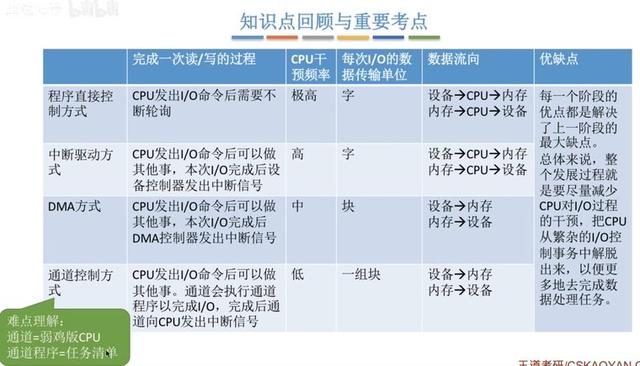 知识点回顾与重要考点
完成一次读/写的过程
CPU干
预频率
每次I/O的数
据传输单位
数据流向
优缺点
程序直接控
制方式
CPU发出I/O命令后需要不
断轮询
极高
字
设备→CPU→内存
内存→CPU→设备
每一个阶段的
优点都是解决
了上一阶段的
最大缺点。
总体来说，整
个发展过程就
是要尽量减少
CPU对I/O过程
的干预，把CPU
从繁杂的I/O控
制事务中解脱
出来，以便更
多地去完成数
据处理任务。
中断驱动方
式
CPU发出I/O命令后可以做
其他事，本次I/O完成后设
备控制器发出中断信号
高
字
设备→CPU→内存
内存→CPU→设备
DMA方式
CPU发出I/O命令后可以做
其他事，本次I/O完成后
DMA控制器发出中断信号
中
块
设备→内存
内存→设备
通道控制方
式
CPU发出I/O命令后可以做
其他事。通道会执行通道
程序以完成I/O，完成后通
道向CPU发出中断信号
低
一组块
设备→内存
内存→设备
难点理解：
通道=弱鸡版CPU
通道程序=任务清单
王道考研/CSKAOYAN.C